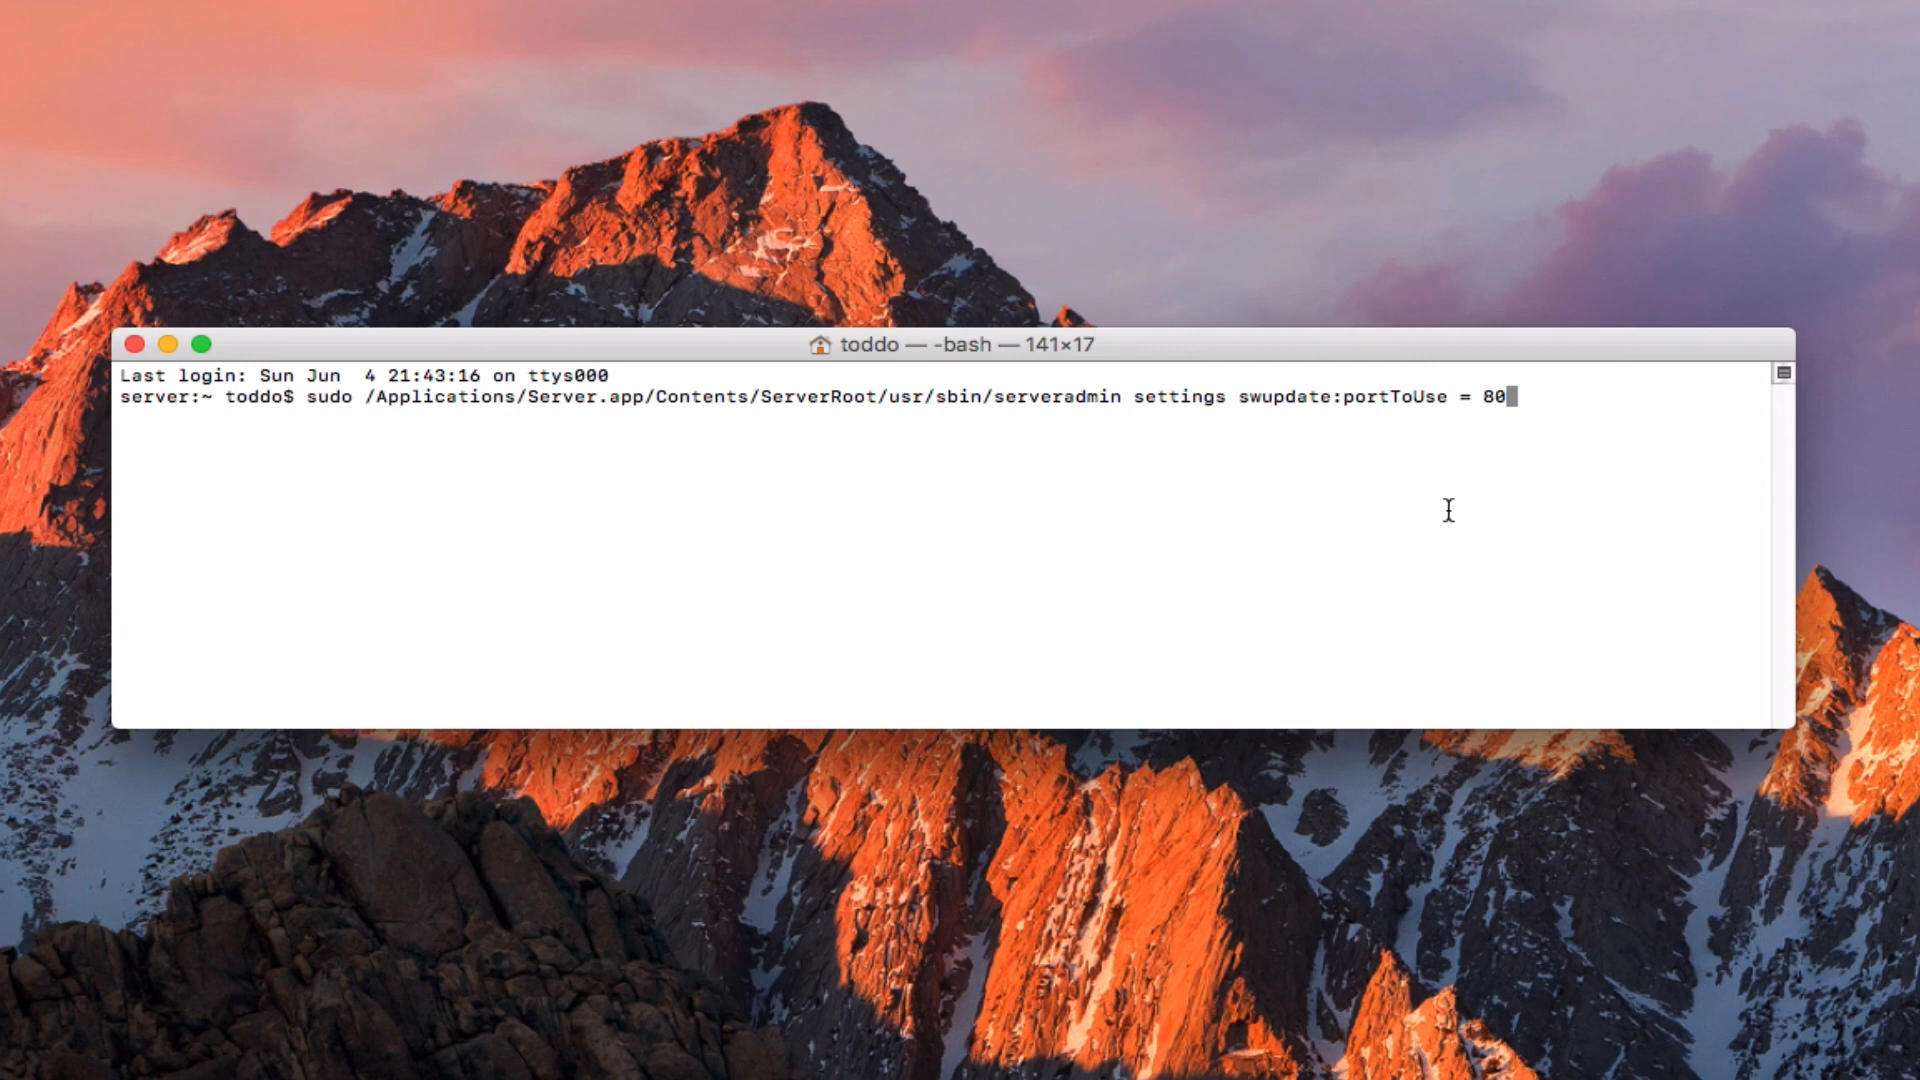 toddo — -bash — 141×17
Last login: Sun Jun  4 21:43:16 on ttys000
server:~ toddo$ sudo /Applications/Server.app/Contents/ServerRoot/usr/sbin/serveradmin settings swupdate:portToUse = 80